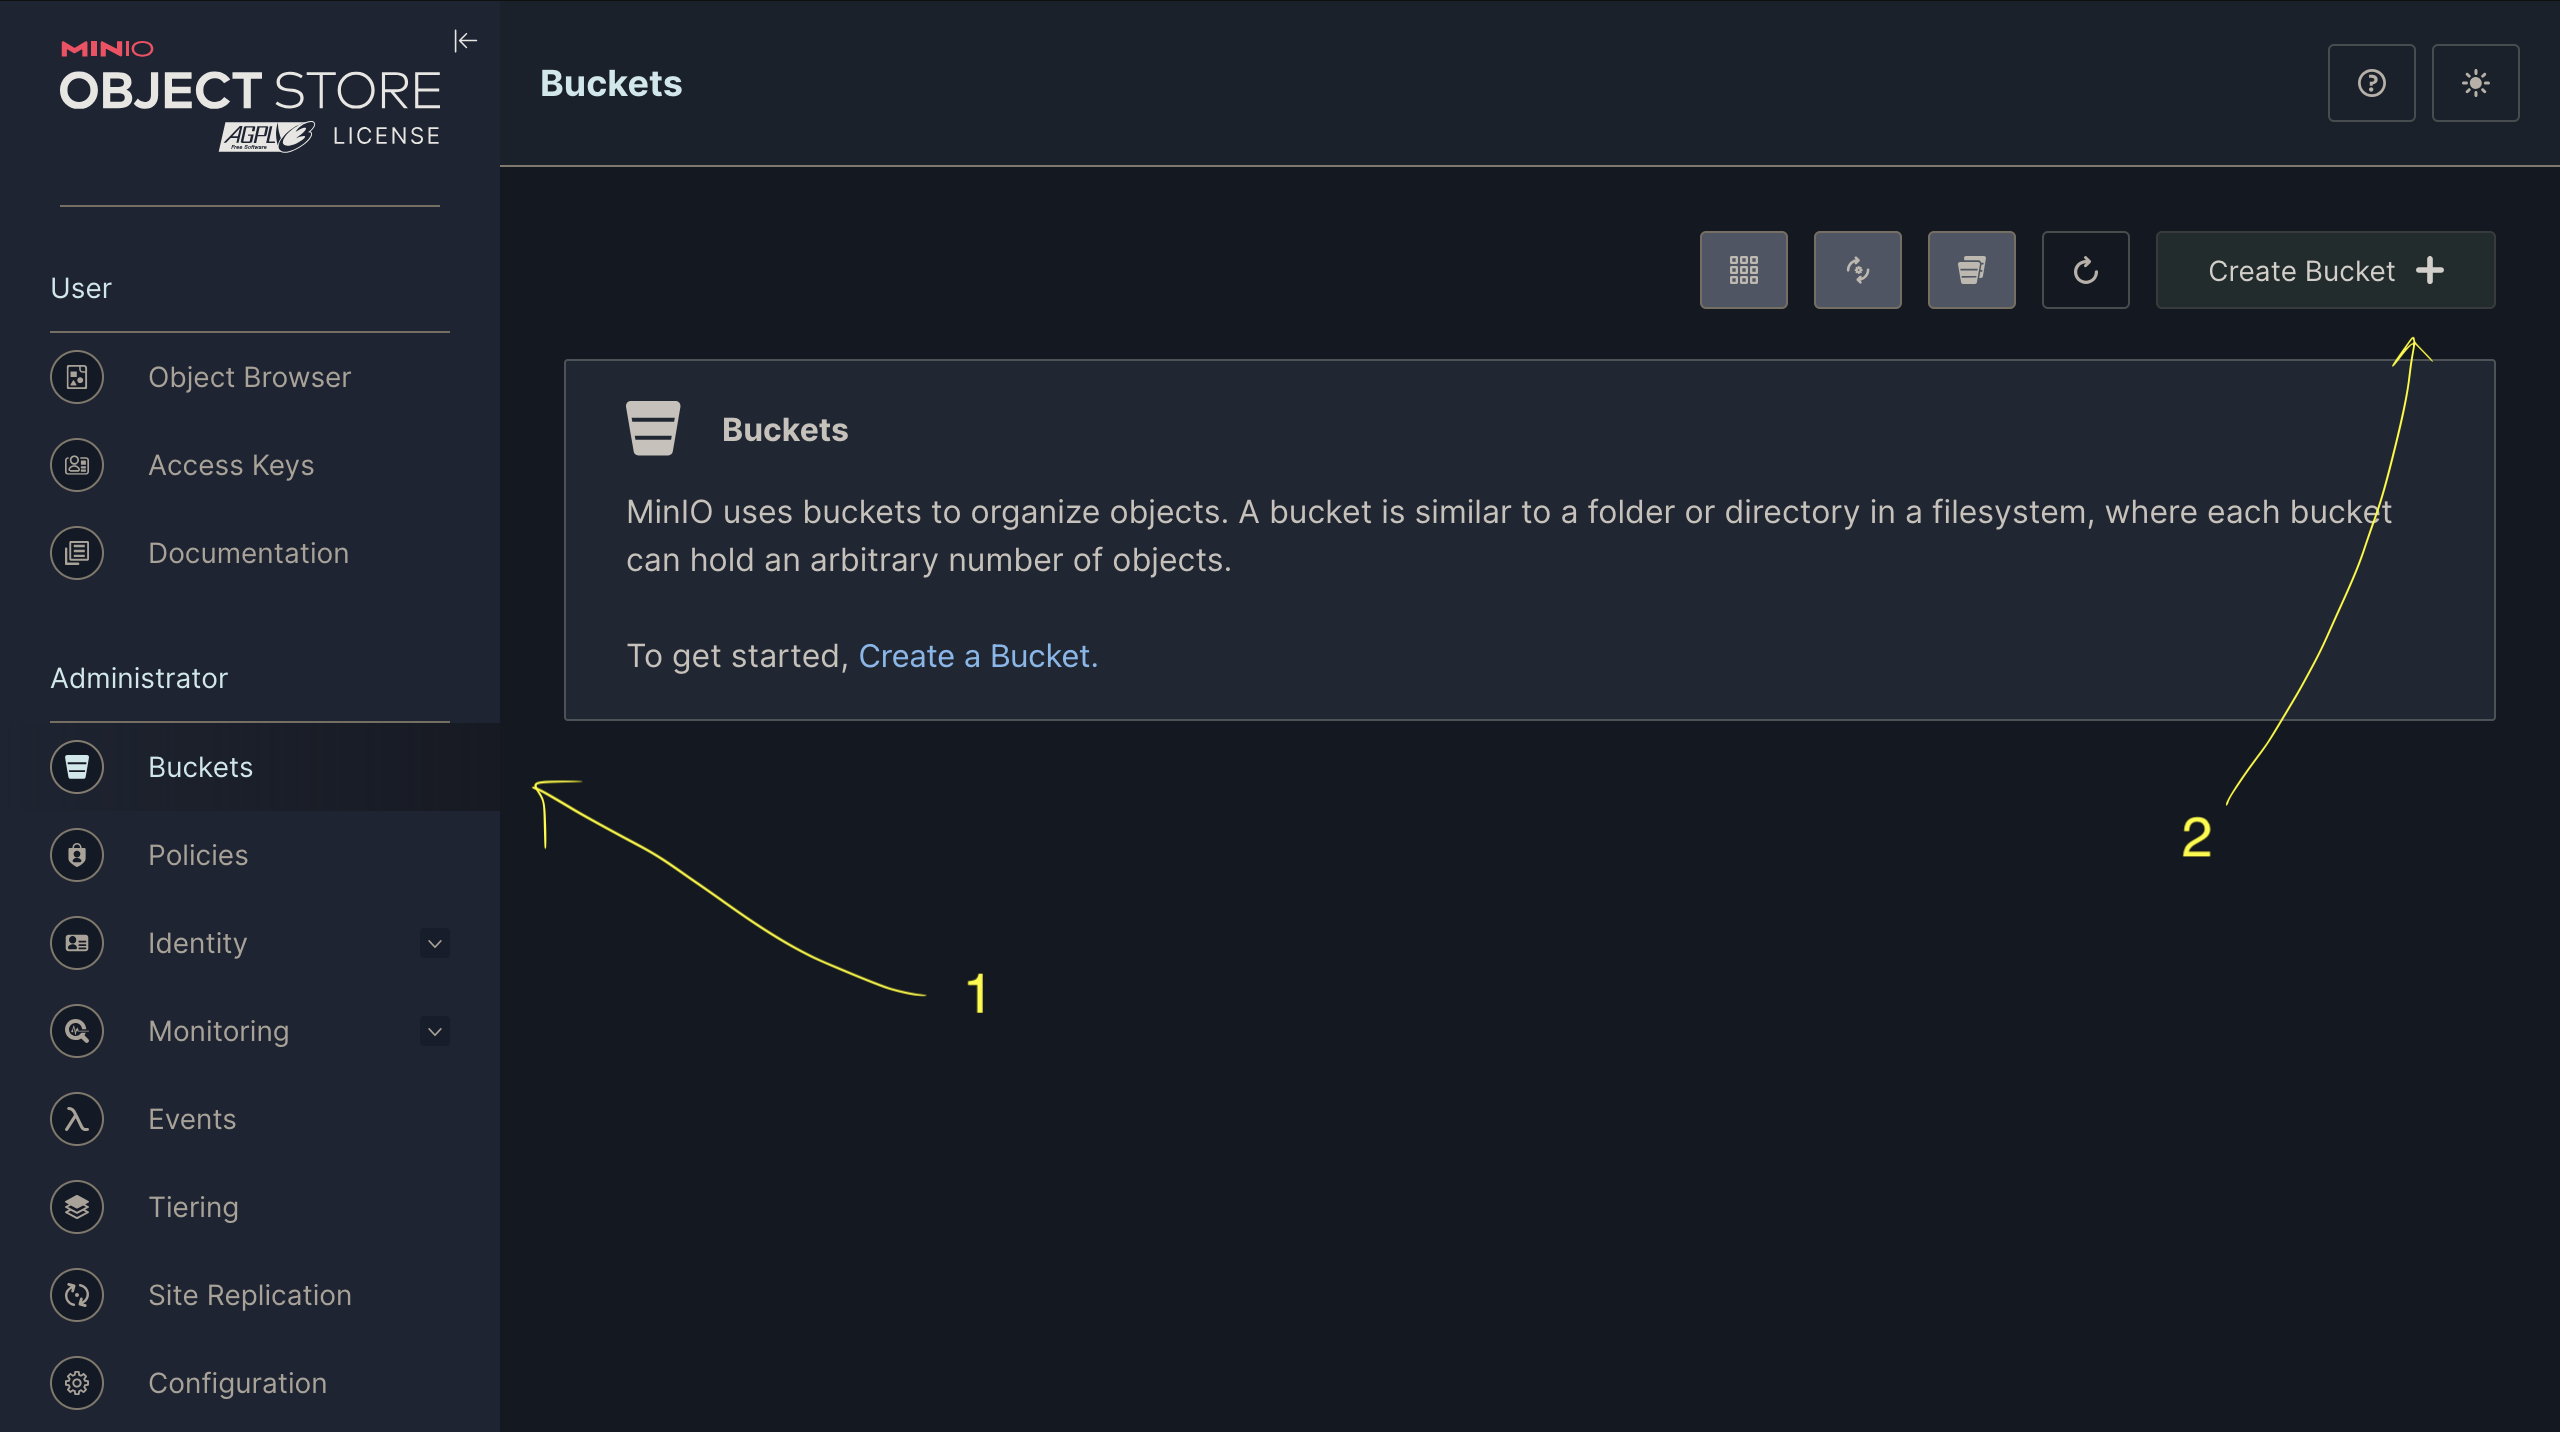 MINIO
OBJECT STORE
AGPLv3 LICENSE
Free Software
User
Object Browser
Access Keys
Documentation
Administrator
Buckets
Policies
Identity
Monitoring
Events
Tiering
Site Replication
Configuration
Buckets
Create Bucket
Buckets
MinIO uses buckets to organize objects. A bucket is similar to a folder or directory in a filesystem, where each bucket
can hold an arbitrary number of objects.
To get started, Create a Bucket.
1
2